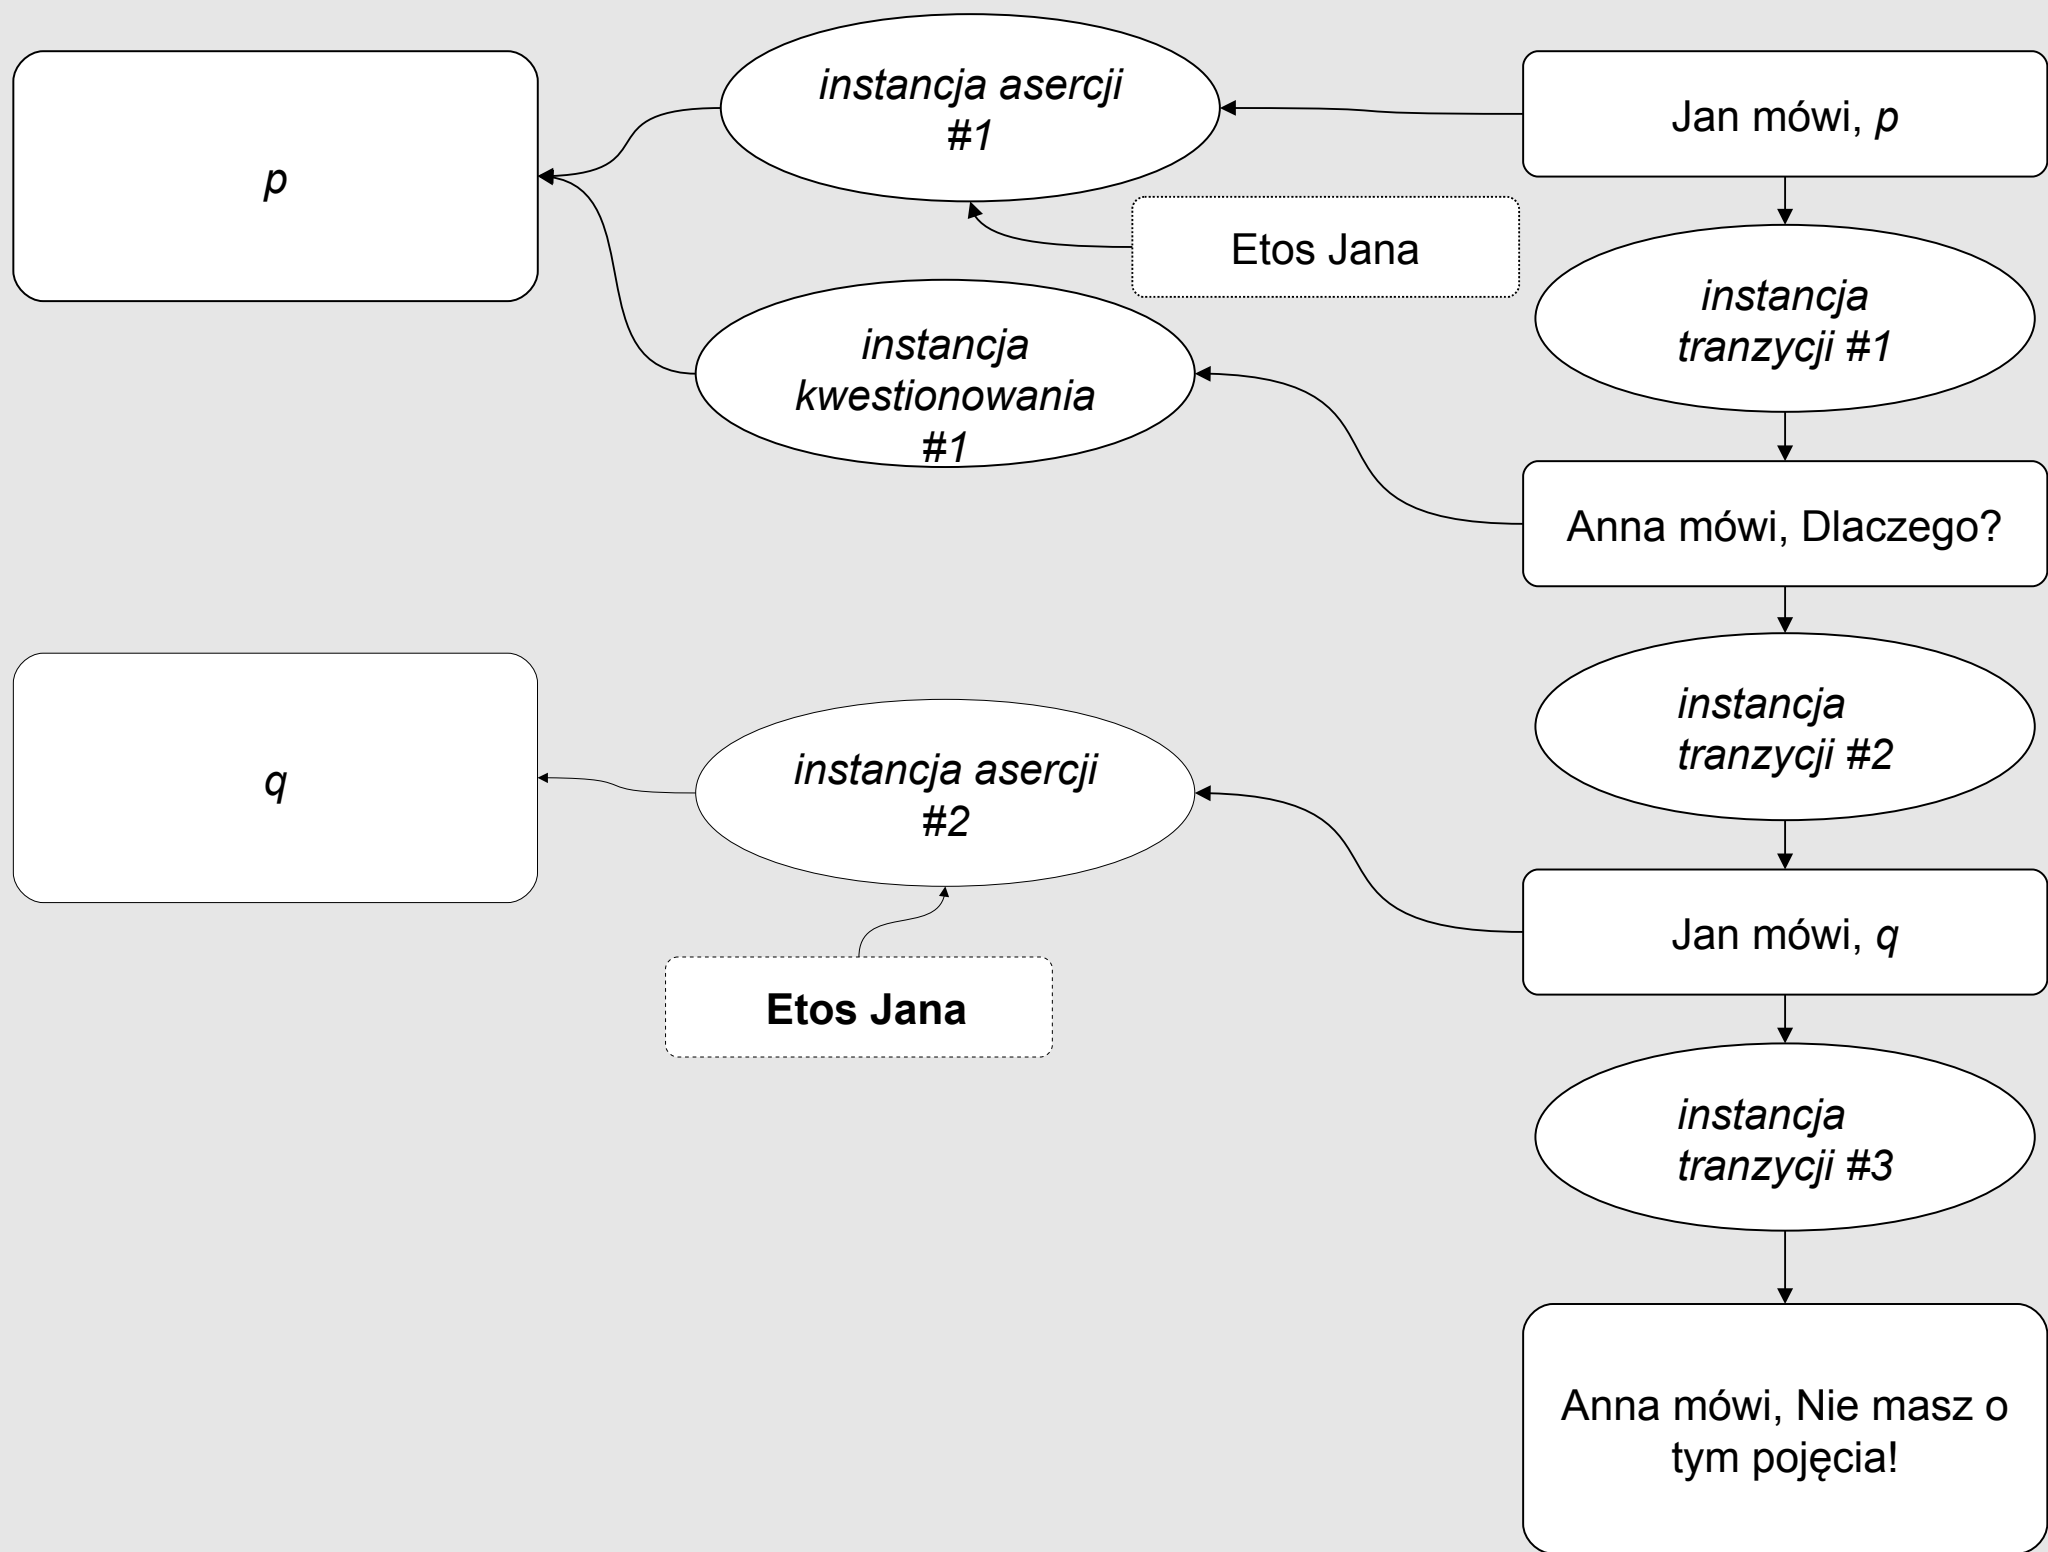 instancja asercji
#1
Jan mówi, p
p
Etos Jana
instancja
tranzycji #1
instancja
kwestionowania
#1
Anna mówi, Dlaczego?
instancja
tranzycji #2
q
instancja asercji
#2
Jan mówi, q
Etos Jana
instancja
tranzycji #3
Anna mówi, Nie masz o
tym pojęcia!